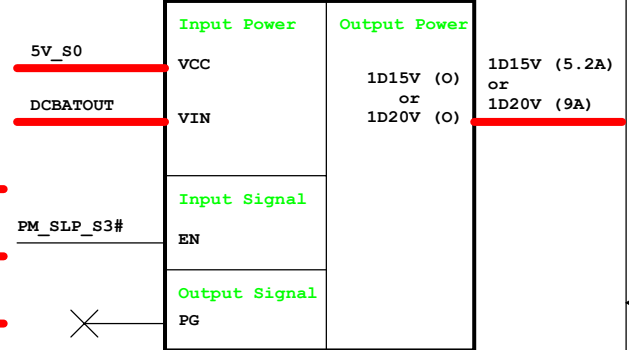 Input Power
Output Power
5V_S0
VCC
1D15V (O)
or
1D20V (O)
1D15V (5.2A)
or
1D20V (9A)
DCBATOUT
VIN
Input Signal
PM_SLP_S3#
EN
Output Signal
PG